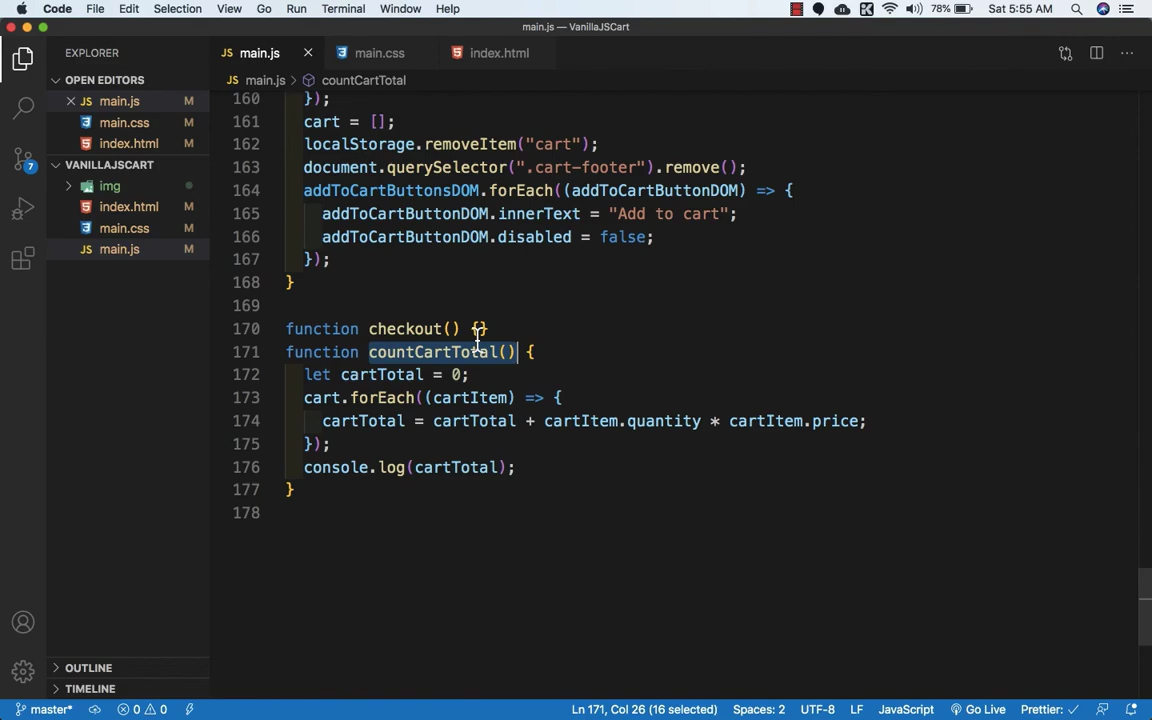 Code File Edit Selection View Go Run Terminal Window Help 78% Sat 5:55 AM
main.js — VanillaJSCart
EXPLORER
JS main.js
main.css
index.html
OPEN EDITORS
JS main.js M
main.css M
index.html M
7
VANILLAJSCART
img
index.html M
main.css M
JS main.js M
OUTLINE
TIMELINE
JS main.js > countCartTotal
160 });
161 cart = [];
162 localStorage.removeItem("cart");
163 document.querySelector(".cart-footer").remove();
164 addToCartButtonsDOM.forEach((addToCartButtonDOM) => {
165 addToCartButtonDOM.innerText = "Add to cart";
166 addToCartButtonDOM.disabled = false;
167 });
168 }
169
170 function checkout() {}
171 function countCartTotal() {
172 let cartTotal = 0;
173 cart.forEach((cartItem) => {
174 cartTotal = cartTotal + cartItem.quantity * cartItem.price;
175 });
176 console.log(cartTotal);
177 }
178
master* 0 0 Ln 171, Col 26 (16 selected) Spaces: 2 UTF-8 LF JavaScript Go Live Prettier: ✓